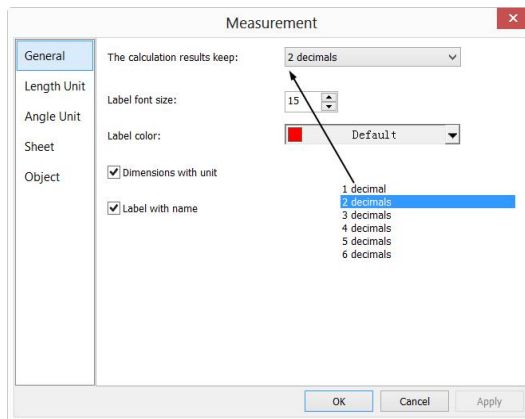 Measurement
General
Length Unit
Angle Unit
Sheet
Object
The calculation results keep:
2 decimals
Label font size:
15
Label color:
Default
Dimensions with unit
Label with name
1 decimal
2 decimals
3 decimals
4 decimals
5 decimals
6 decimals
OK
Cancel
Apply